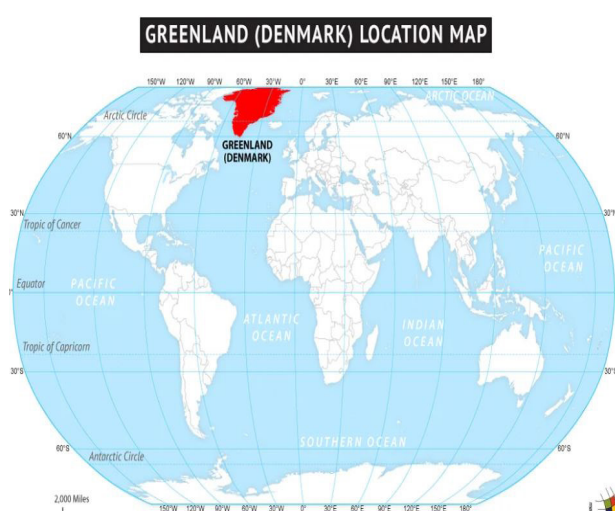 GREENLAND (DENMARK) LOCATION MAP
150°W 120°W 90°W 60°W 30°W 0° 30°E 60°E 90°E 120°E 150°E 180°
ARCTIC OCEAN
Arctic Circle
60°N 60°N
GREENLAND
(DENMARK)
30°N 30°N
Tropic of Cancer
PACIFIC
OCEAN
Equator
PACIFIC
OCEAN
ATLANTIC
OCEAN
INDIAN
OCEAN
Tropic of Capricorn
30°S 30°S
SOUTHERN OCEAN
60°S 60°S
Antarctic Circle
2,000 Miles
150°W 120°W 90°W 60°W 30°W 0° 30°E 60°E 90°E 120°E 150°E 180°